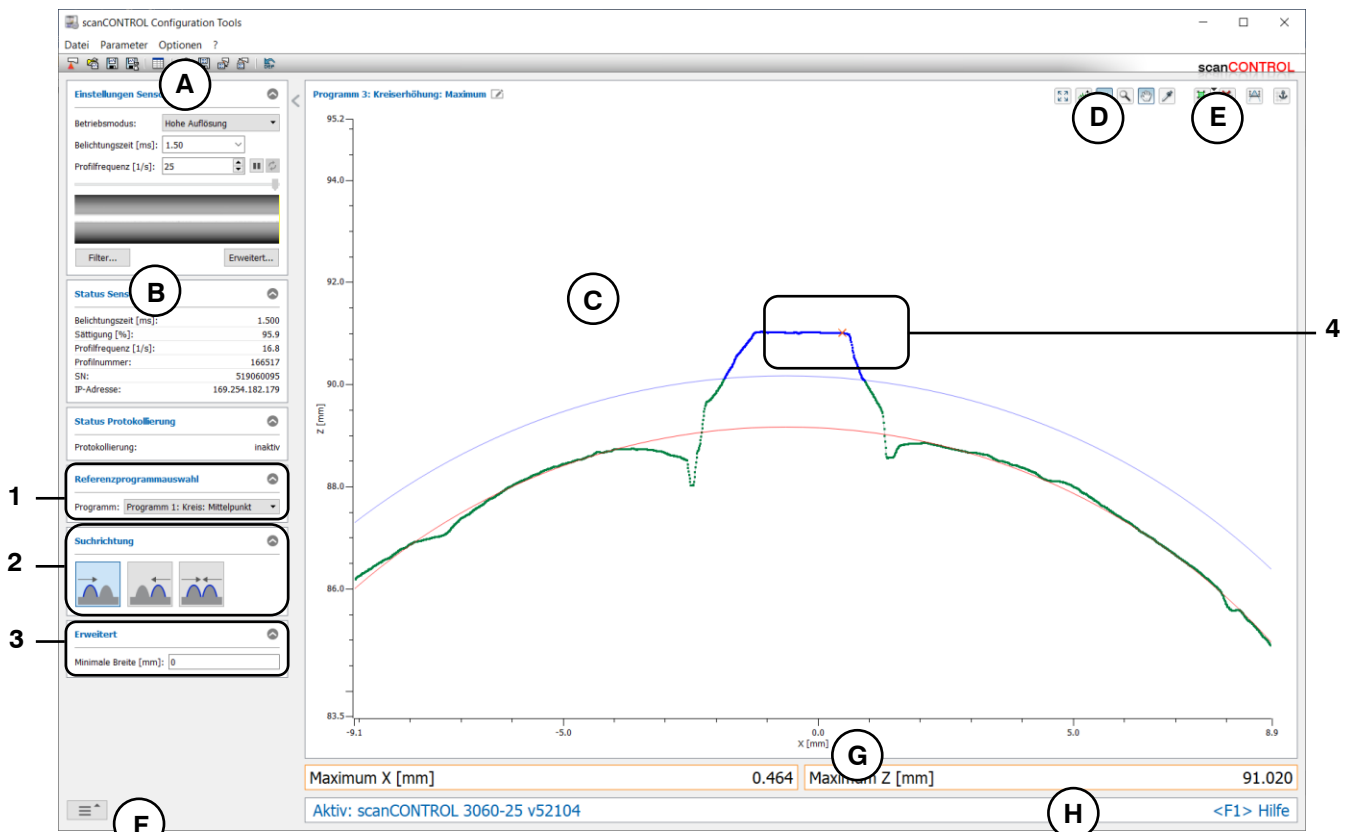 scanCONTROL Configuration Tools
Datei Parameter Optionen ?
scanCONTROL
A
Einstellungen
Betriebsmodus: Hohe Auflösung
Belichtungszeit [ms]: 1.50
Profilfrequenz [1/s]: 25
Filter... Erweitert...
B
Status
Belichtungszeit [ms]: 1.500
Sättigung [%]: 95.9
Profilfrequenz [1/s]: 16.8
Profilnummer: 166517
SN: 519060095
IP-Adresse: 169.254.182.179
Status Protokollierung
Protokollierung: inaktiv
1
Referenzprogrammauswahl
Programm: Programm 1: Kreis: Mittelpunkt
2
Suchrichtung
3
Erweitert
Minimale Breite [mm]: 0
F
Programm 3: Kreiserhöhung: Maximum
D
E
C
4
95.2
94.0
92.0
90.0
88.0
86.0
83.5
Z [mm]
-9.1 -5.0 0.0 5.0 8.9
X [mm]
G
Maximum X [mm] 0.464
Maximum Z [mm] 91.020
Aktiv: scanCONTROL 3060-25 v52104
H
<F1> Hilfe